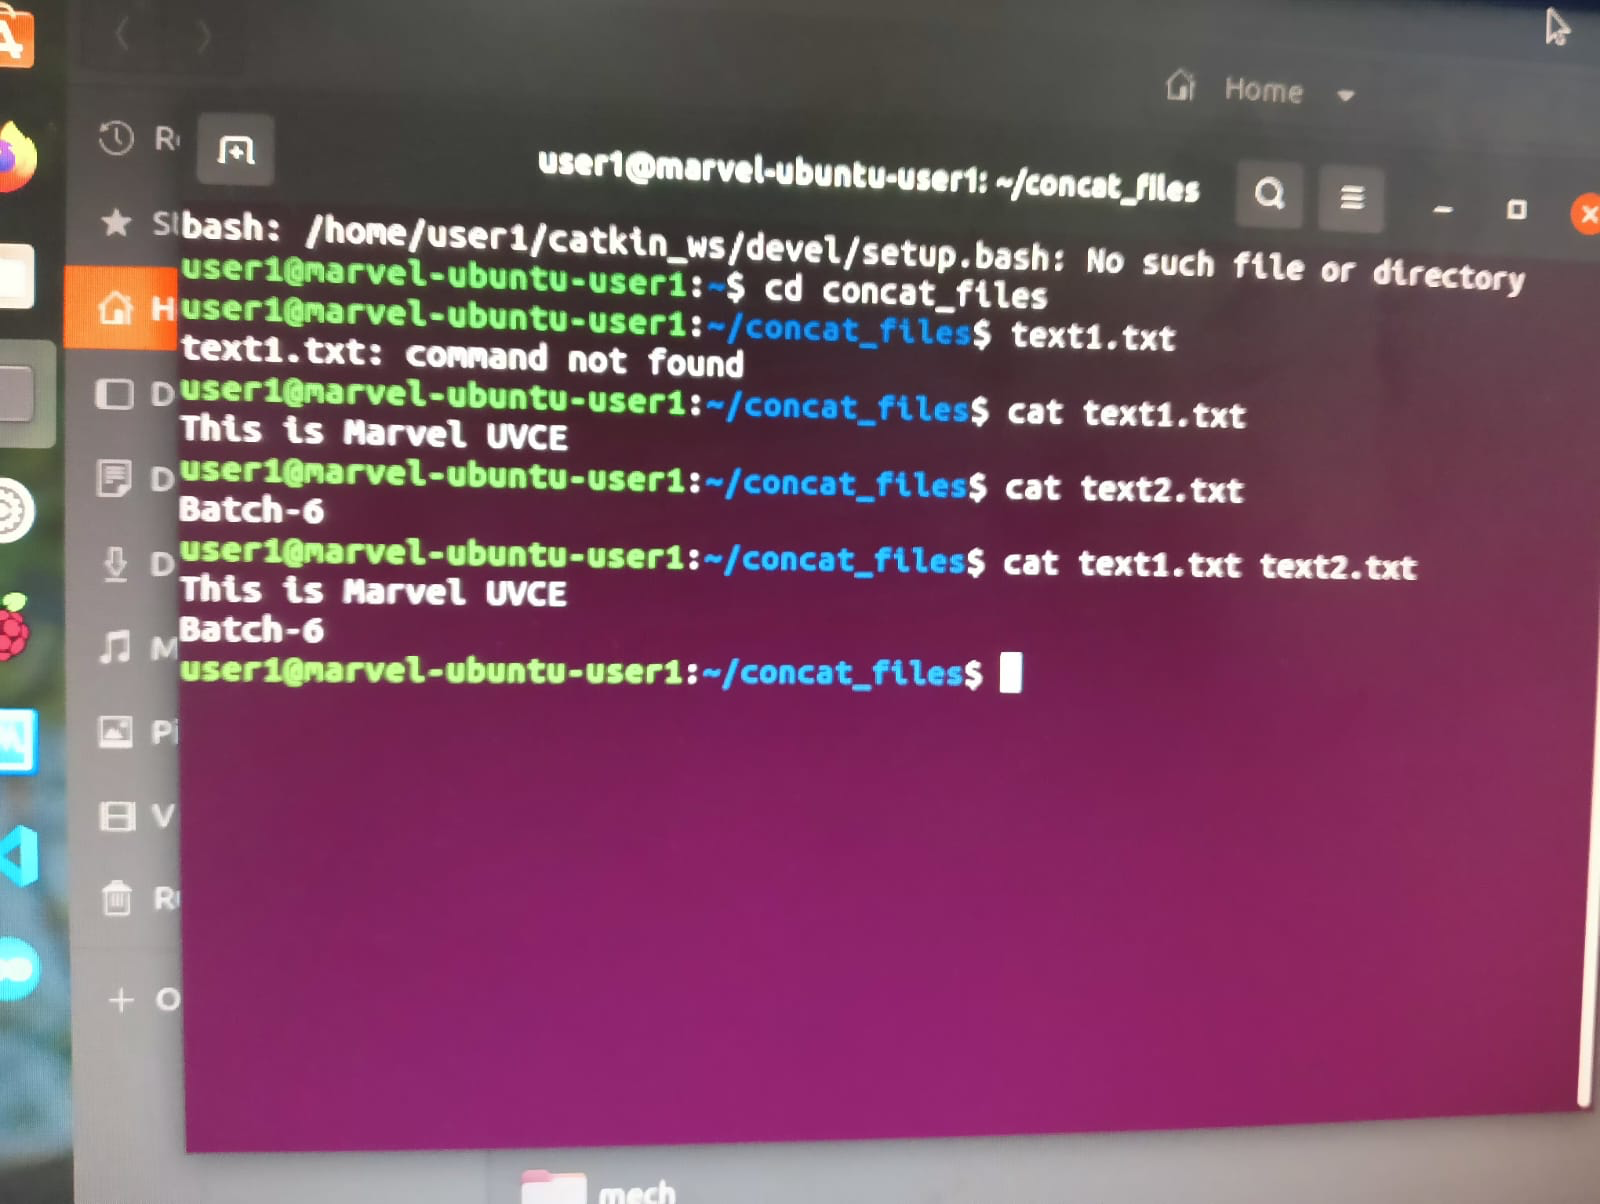 Home
user1@marvel-ubuntu-user1: ~/concat_files
bash: /home/user1/catkin_ws/devel/setup.bash: No such file or directory
user1@marvel-ubuntu-user1:~$ cd concat_files
user1@marvel-ubuntu-user1:~/concat_files$ text1.txt
text1.txt: command not found
user1@marvel-ubuntu-user1:~/concat_files$ cat text1.txt
This is Marvel UVCE
user1@marvel-ubuntu-user1:~/concat_files$ cat text2.txt
Batch-6
user1@marvel-ubuntu-user1:~/concat_files$ cat text1.txt text2.txt
This is Marvel UVCE
Batch-6
user1@marvel-ubuntu-user1:~/concat_files$
mech